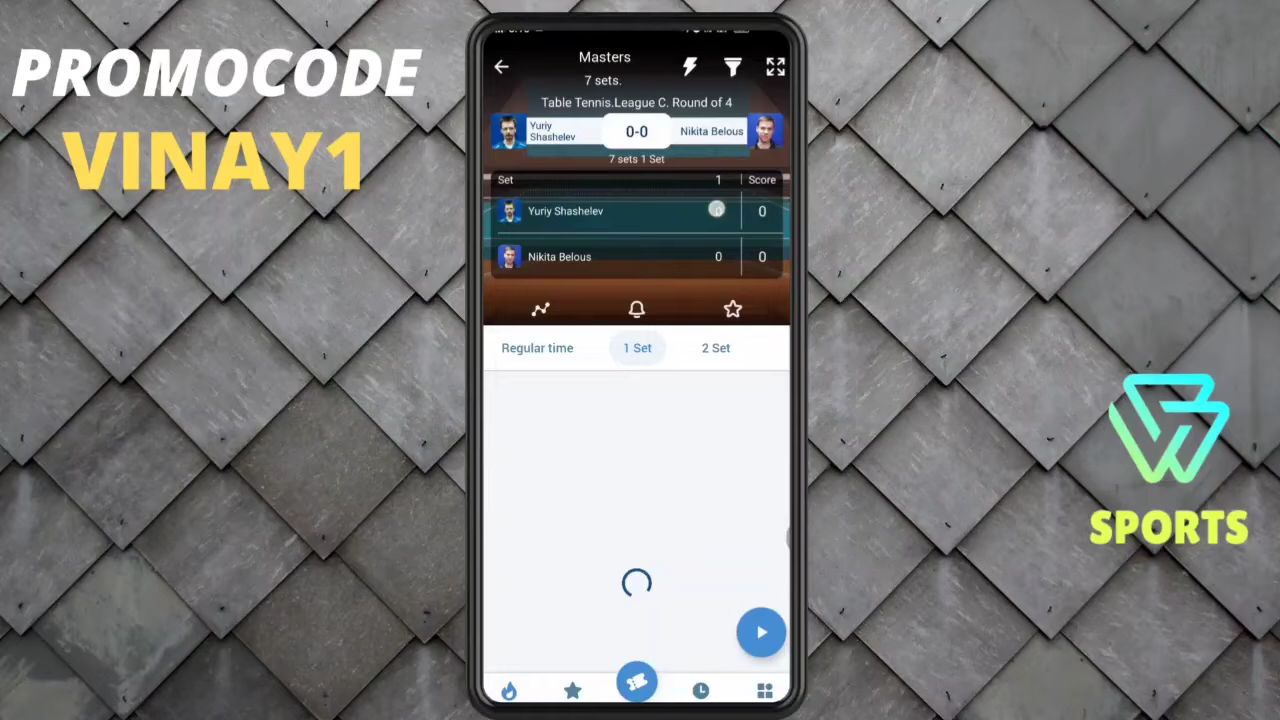 PROMOCODE
VINAY1
Masters
7 sets.
Table Tennis.League C. Round of 4
Yuriy
Shashelev
0-0
Nikita Belous
7 sets 1 Set
Set 1 Score
Yuriy Shashelev 0 0
Nikita Belous 0 0
Regular time 1 Set 2 Set
SPORTS